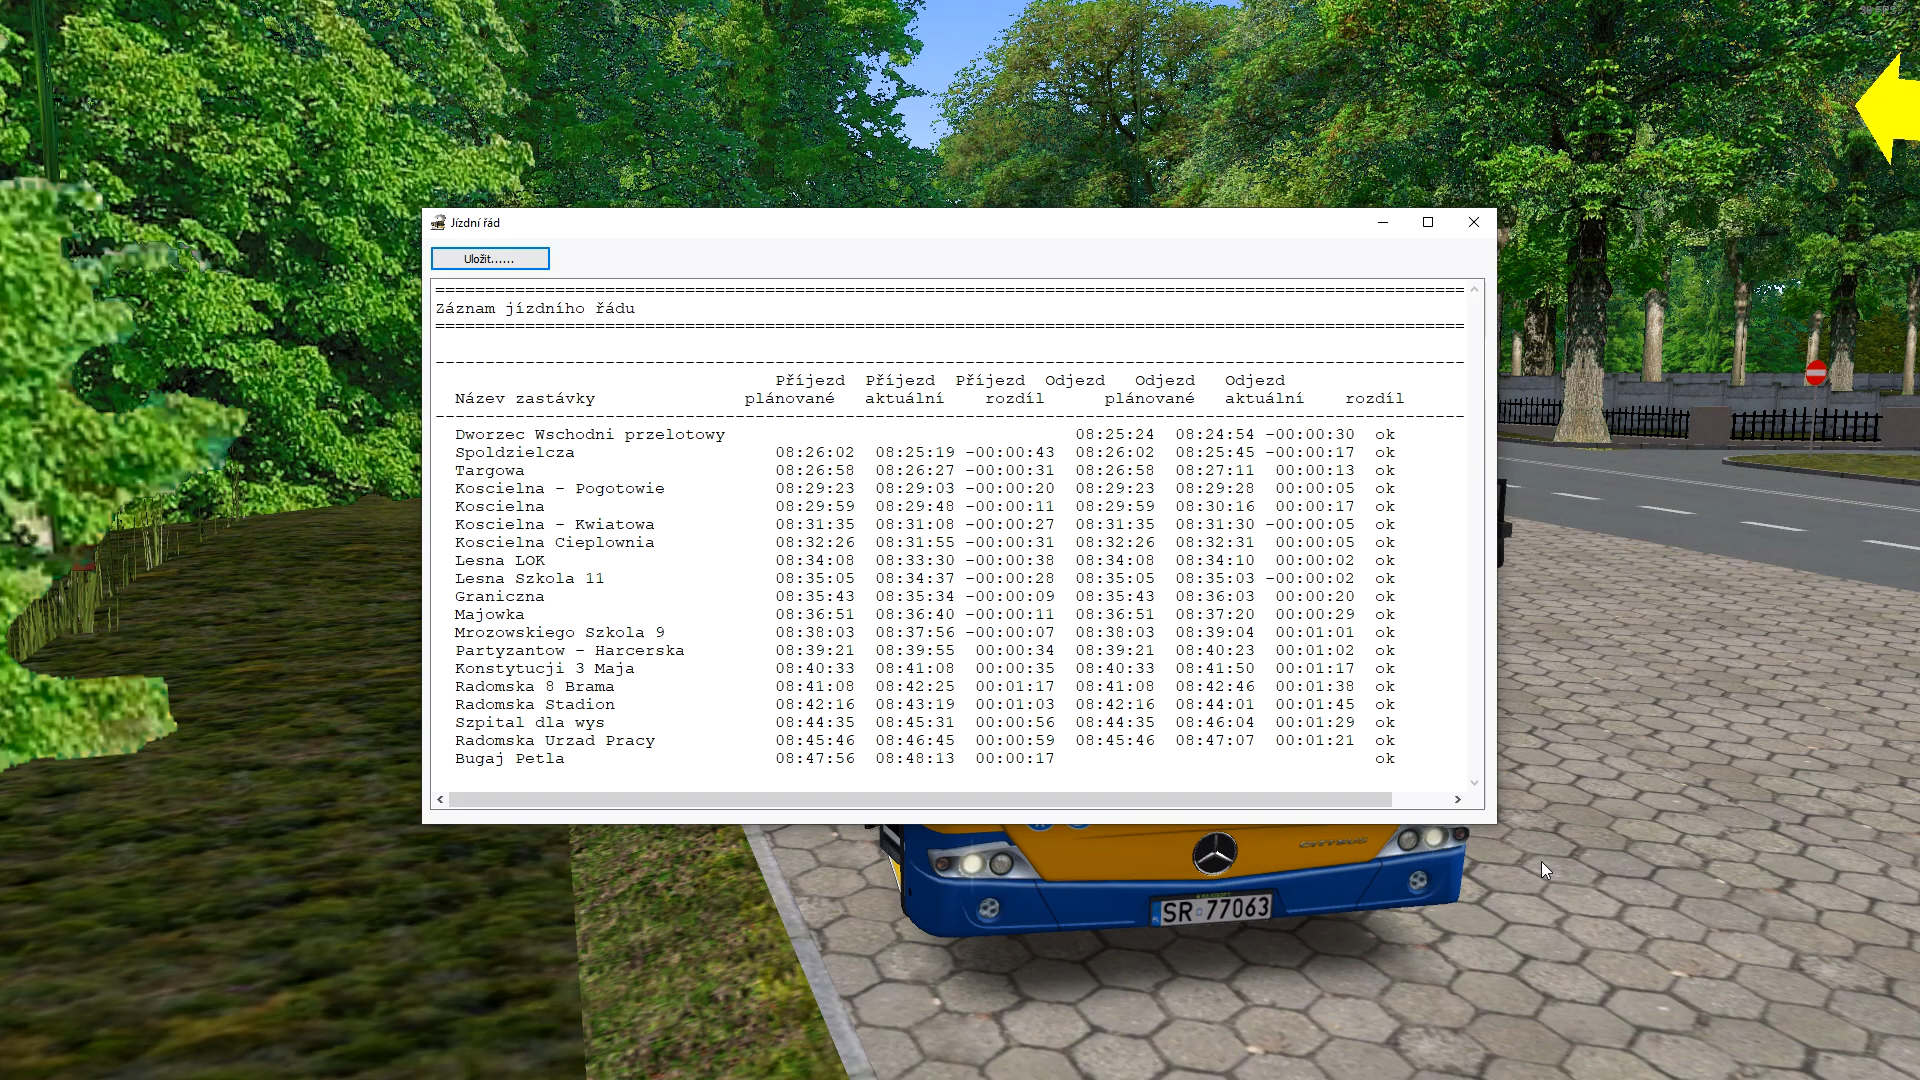 Jízdní řád
Uložit......
Záznam jízdního řádu
Příjezd Příjezd Příjezd Odjezd Odjezd Odjezd
Název zastávky plánované aktuální rozdíl plánované aktuální rozdíl
Dworzec Wschodni przelotowy 08:25:24 08:24:54 -00:00:30 ok
Spoldzielcza 08:26:02 08:25:19 -00:00:43 08:26:02 08:25:45 -00:00:17 ok
Targowa 08:26:58 08:26:27 -00:00:31 08:26:58 08:27:11 00:00:13 ok
Koscielna - Pogotowie 08:29:23 08:29:03 -00:00:20 08:29:23 08:29:28 00:00:05 ok
Koscielna 08:29:59 08:29:48 -00:00:11 08:29:59 08:30:16 00:00:17 ok
Koscielna - Kwiatowa 08:31:35 08:31:08 -00:00:27 08:31:35 08:31:30 -00:00:05 ok
Koscielna Cieplownia 08:32:26 08:31:55 -00:00:31 08:32:26 08:32:31 00:00:05 ok
Lesna LOK 08:34:08 08:33:30 -00:00:38 08:34:08 08:34:10 00:00:02 ok
Lesna Szkola 11 08:35:05 08:34:37 -00:00:28 08:35:05 08:35:03 -00:00:02 ok
Graniczna 08:35:43 08:35:34 -00:00:09 08:35:43 08:36:03 00:00:20 ok
Majowka 08:36:51 08:36:40 -00:00:11 08:36:51 08:37:20 00:00:29 ok
Mrozowskiego Szkola 9 08:38:03 08:37:56 -00:00:07 08:38:03 08:39:04 00:01:01 ok
Partyzantow - Harcerska 08:39:21 08:39:55 00:00:34 08:39:21 08:40:23 00:01:02 ok
Konstytucji 3 Maja 08:40:33 08:41:08 00:00:35 08:40:33 08:41:50 00:01:17 ok
Radomska 8 Brama 08:41:08 08:42:25 00:01:17 08:41:08 08:42:46 00:01:38 ok
Radomska Stadion 08:42:16 08:43:19 00:01:03 08:42:16 08:44:01 00:01:45 ok
Szpital dla wys 08:44:35 08:45:31 00:00:56 08:44:35 08:46:04 00:01:29 ok
Radomska Urzad Pracy 08:45:46 08:46:45 00:00:59 08:45:46 08:47:07 00:01:21 ok
Bugaj Petla 08:47:56 08:48:13 00:00:17 ok
CITYBUS
SR 77063